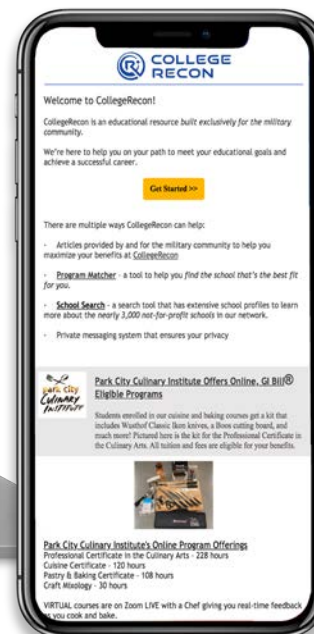 COLLEGE
RECON
Welcome to CollegeRecon!
CollegeRecon is an educational resource built exclusively for the military
community.
We're here to help you on your path to meet your educational goals and
achieve a successful career.
Get Started >>
There are multiple ways CollegeRecon can help:
· Articles provided by and for the military community to help you
maximize your benefits at CollegeRecon
· Program Matcher - a tool to help you find the school that's the best fit
for you.
· School Search - a search tool that has extensive school profiles to learn
more about the nearly 3,000 not-for-profit schools in our network.
· Private messaging system that ensures your privacy
park city
Culinary
INSTITUTE
Park City Culinary Institute Offers Online, GI Bill®
Eligible Programs
Students enrolled in our cuisine and baking courses get a kit that
includes Wusthof Classic Ikon knives, a Boos cutting board, and
much more! Pictured here is the kit for the Professional Certificate in
the Culinary Arts. All tuition and fees are eligible for your benefits.
Park City Culinary Institute's Online Program Offerings
Professional Certificate in the Culinary Arts - 228 hours
Cuisine Certificate - 120 hours
Pastry & Baking Certificate - 108 hours
Craft Mixology - 30 hours
VIRTUAL courses are on Zoom LIVE with a Chef giving you real-time feedback
as you cook and bake.